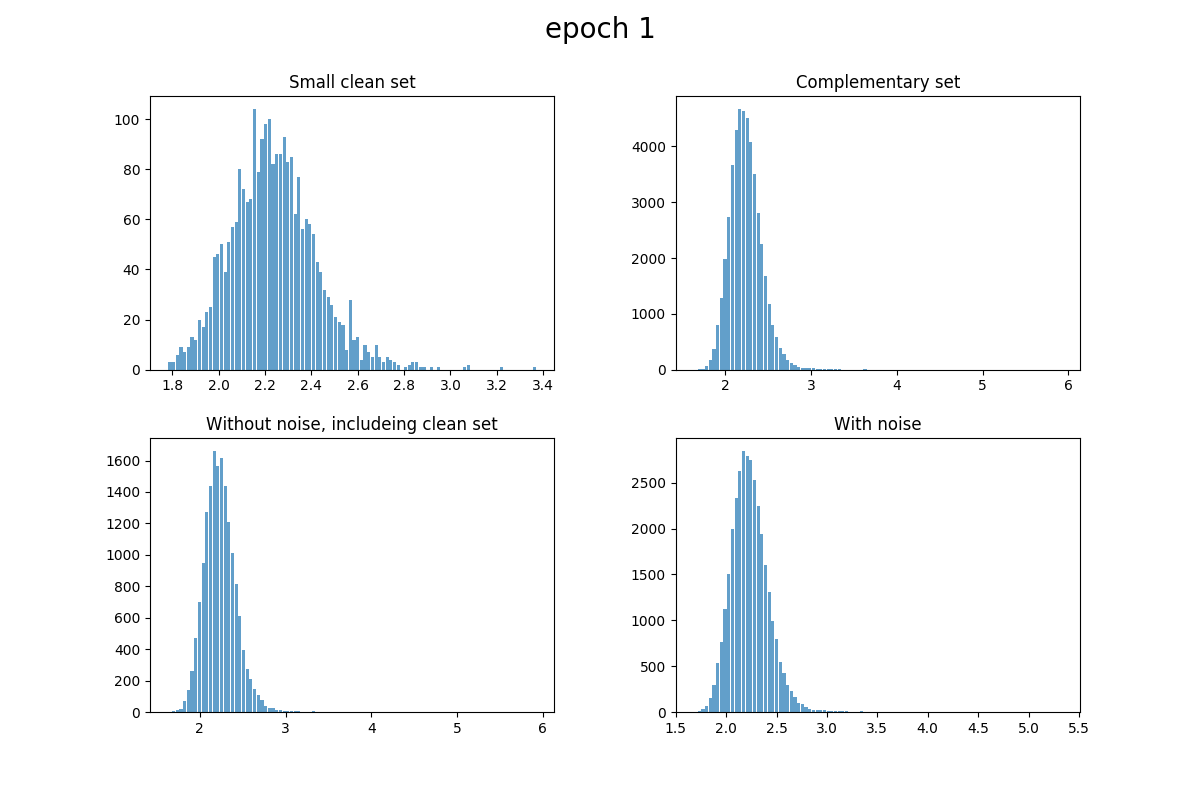 epoch 1
Small clean set
100
80
60
40
20
0
1.8 2.0 2.2 2.4 2.6 2.8 3.0 3.2 3.4
Complementary set
4000
3000
2000
1000
0
2 3 4 5 6
Without noise, includeing clean set
1600
1400
1200
1000
800
600
400
200
0
2 3 4 5 6
With noise
2500
2000
1500
1000
500
0
1.5 2.0 2.5 3.0 3.5 4.0 4.5 5.0 5.5